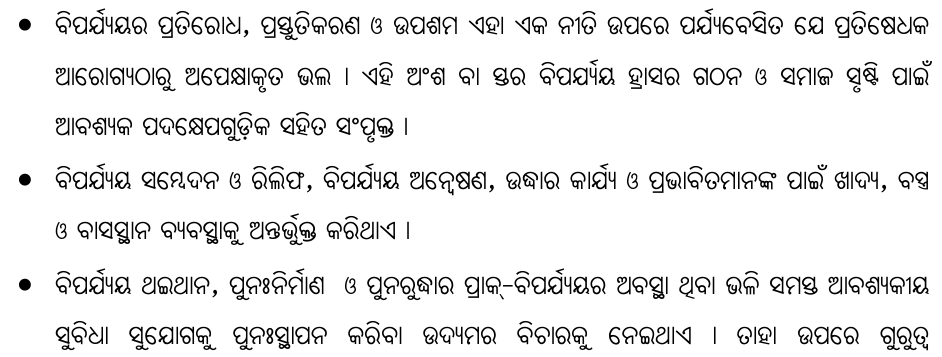 • ବିପର୍ଯ୍ୟୟର ପ୍ରତିରୋଧ, ପ୍ରସ୍ତୁତିକରଣ ଓ ଉପଶମ ଏହା ଏକ ନୀତି ଉପରେ ପର୍ଯ୍ୟବେସିତ ଯେ ପ୍ରତିଷେଧକ
ଆରୋଗ୍ୟଠାରୁ ଅପେକ୍ଷାକୃତ ଭଲ । ଏହି ଅଂଶ ବା ସ୍ତର ବିପର୍ଯ୍ୟୟ ହ୍ରାସର ଗଠନ ଓ ସମାଜ ସୃଷ୍ଟି ପାଇଁ
ଆବଶ୍ୟକ ପଦକ୍ଷେପଗୁଡ଼ିକ ସହିତ ସଂପୃକ୍ତ ।
• ବିପର୍ଯ୍ୟୟ ସମ୍ଭେଦନ ଓ ରିଲିଫ, ବିପର୍ଯ୍ୟୟ ଅନ୍ୱେଷଣ, ଉଦ୍ଧାର କାର୍ଯ୍ୟ ଓ ପ୍ରଭାବିତମାନଙ୍କ ପାଇଁ ଖାଦ୍ୟ, ବସ୍ତ୍ର
ଓ ବାସସ୍ଥାନ ବ୍ୟବସ୍ଥାକୁ ଅନ୍ତର୍ଭୁକ୍ତ କରିଥାଏ ।
• ବିପର୍ଯ୍ୟୟ ଥଇଥାନ, ପୁନଃନିର୍ମାଣ ଓ ପୁନରୁଦ୍ଧାର ପ୍ରାକ୍-ବିପର୍ଯ୍ୟୟର ଅବସ୍ଥା ଥିବା ଭଳି ସମସ୍ତ ଆବଶ୍ୟକୀୟ
ସୁବିଧା ସୁଯୋଗକୁ ପୁନଃସ୍ଥାପନ କରିବା ଉଦ୍ୟମର ବିଚାରକୁ ନେଇଥାଏ । ତାହା ଉପରେ ଗୁରୁତ୍ୱ